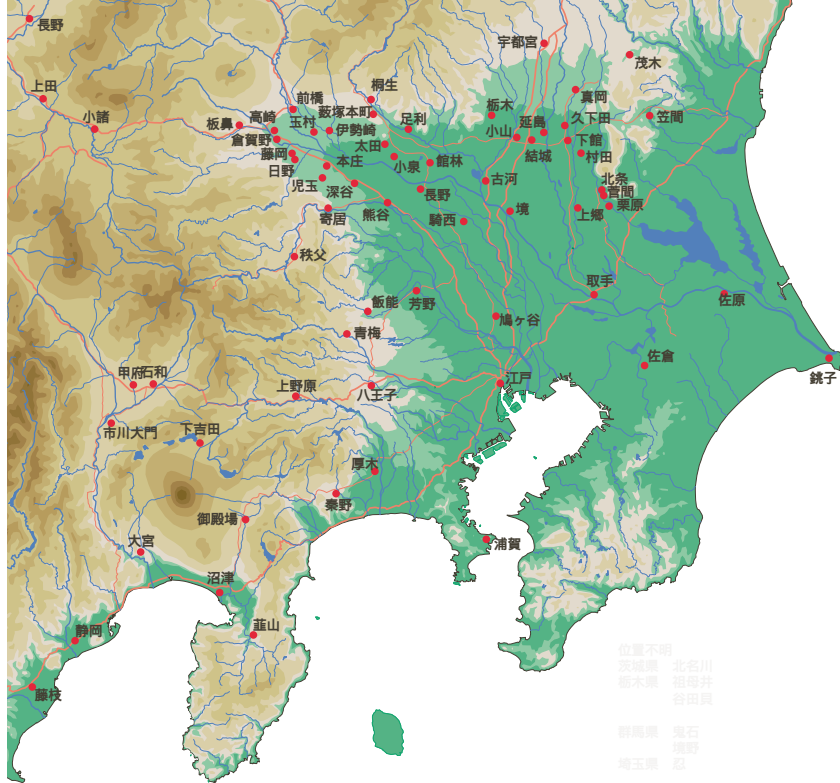 長野
宇都宮
茂木
上田
桐生
真岡
前橋
栃木
小諸
板鼻
高崎
玉村
薮塚本町
足利
久下田
笠間
延島
倉賀野
伊勢崎
小山
下館
太田
結城
藤岡
村田
日野
本庄
小泉
館林
児玉
深谷
長野
古河
北条
菅間
寄居
熊谷
騎西
境
上郷
栗原
秩父
取手
飯能
芳野
佐原
鳩ヶ谷
青梅
佐倉
甲府
石和
上野原
八王子
江戸
銚子
市川大門
下吉田
厚木
秦野
御殿場
大宮
浦賀
沼津
韮山
静岡
藤枝
位置不明
茨城県 北名川
栃木県 祖母井
谷田貝
群馬県 鬼石
境野
埼玉県 忍